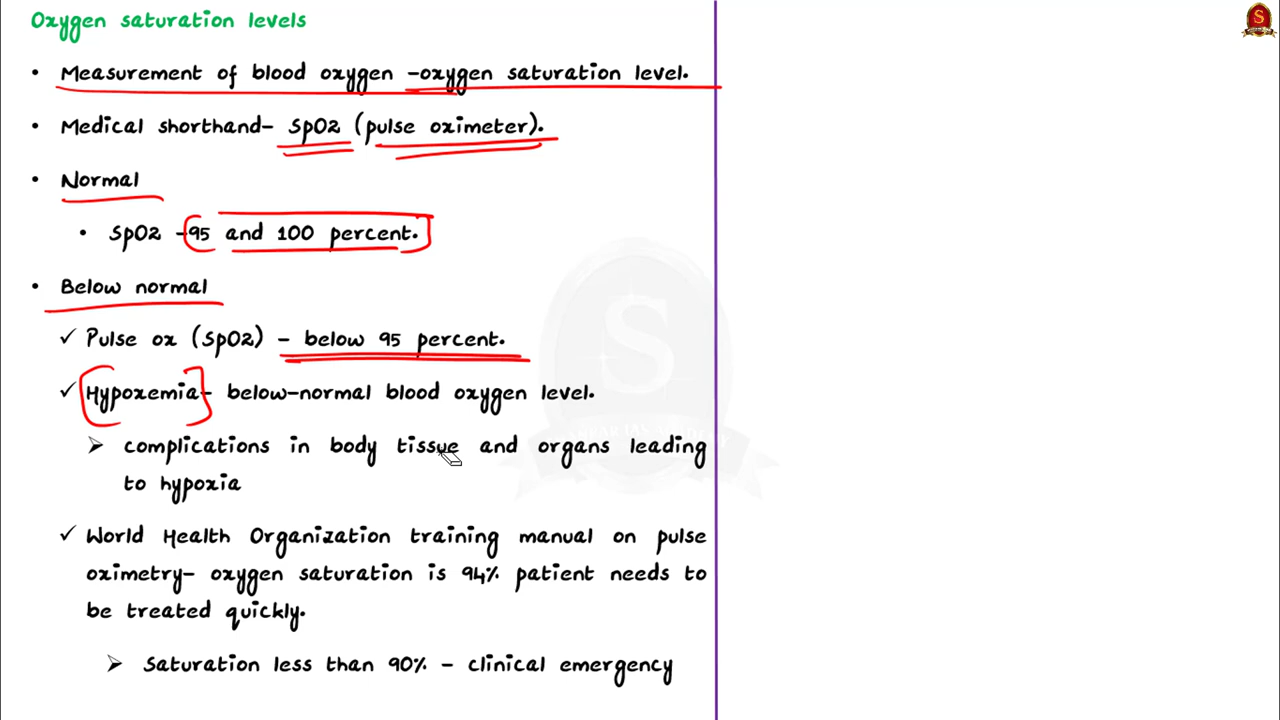 Oxygen saturation levels
• Measurement of blood oxygen -oxygen saturation level.
• Medical shorthand- SpO2 (pulse oximeter).
• Normal
• SpO2 -95 and 100 percent.
• Below normal
✓ Pulse ox (SpO2) - below 95 percent.
✓ Hypoxemia- below-normal blood oxygen level.
➢ complications in body tissue and organs leading
to hypoxia
✓ World Health Organization training manual on pulse
oximetry- oxygen saturation is 94% patient needs to
be treated quickly.
➢ Saturation less than 90% - clinical emergency
S
S